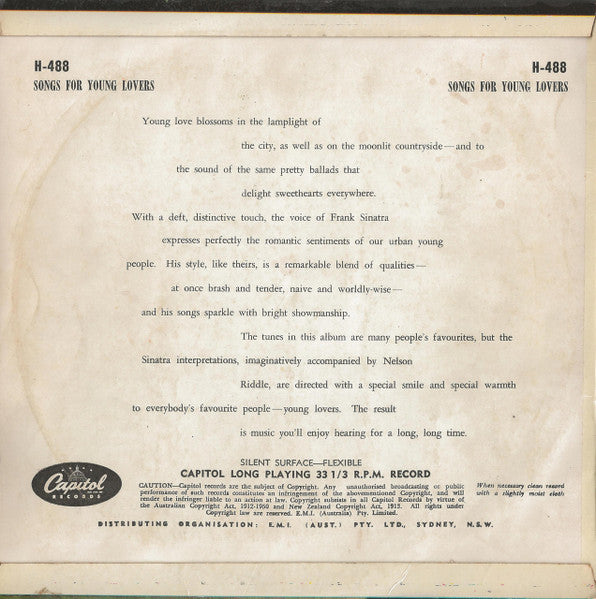 H-488
SONGS FOR YOUNG LOVERS
H-488
SONGS FOR YOUNG LOVERS
Young love blossoms in the lamplight of
the city, as well as on the moonlit countryside—and to
the sound of the same pretty ballads that
delight sweethearts everywhere.
With a deft, distinctive touch, the voice of Frank Sinatra
expresses perfectly the romantic sentiments of our urban young
people. His style, like theirs, is a remarkable blend of qualities—
at once brash and tender, naive and worldly-wise—
and his songs sparkle with bright showmanship.
The tunes in this album are many people's favourites, but the
Sinatra interpretations, imaginatively accompanied by Nelson
Riddle, are directed with a special smile and special warmth
to everybody's favourite people—young lovers. The result
is music you'll enjoy hearing for a long, long time.
SILENT SURFACE—FLEXIBLE
CAPITOL LONG PLAYING 33 1/3 R.P.M. RECORD
Capitol
RECORDS
CAUTION—Capitol records are the subject of Copyright. Any unauthorised broadcasting or public
performance of such records constitutes an infringement of the abovementioned Copyright, and will
render the infringer liable to an action at law. Copyright subsists in all Capitol Records by virtue of
the Australian Copyright Act, 1912-1950 and New Zealand Copyright Act, 1913. All rights under
Copyright law are reserved. E.M.I. (Australia) Pty. Limited.
When necessary clean record
with a slightly moist cloth
DISTRIBUTING ORGANISATION: E.M.I. (AUST.) PTY. LTD., SYDNEY, N.S.W.